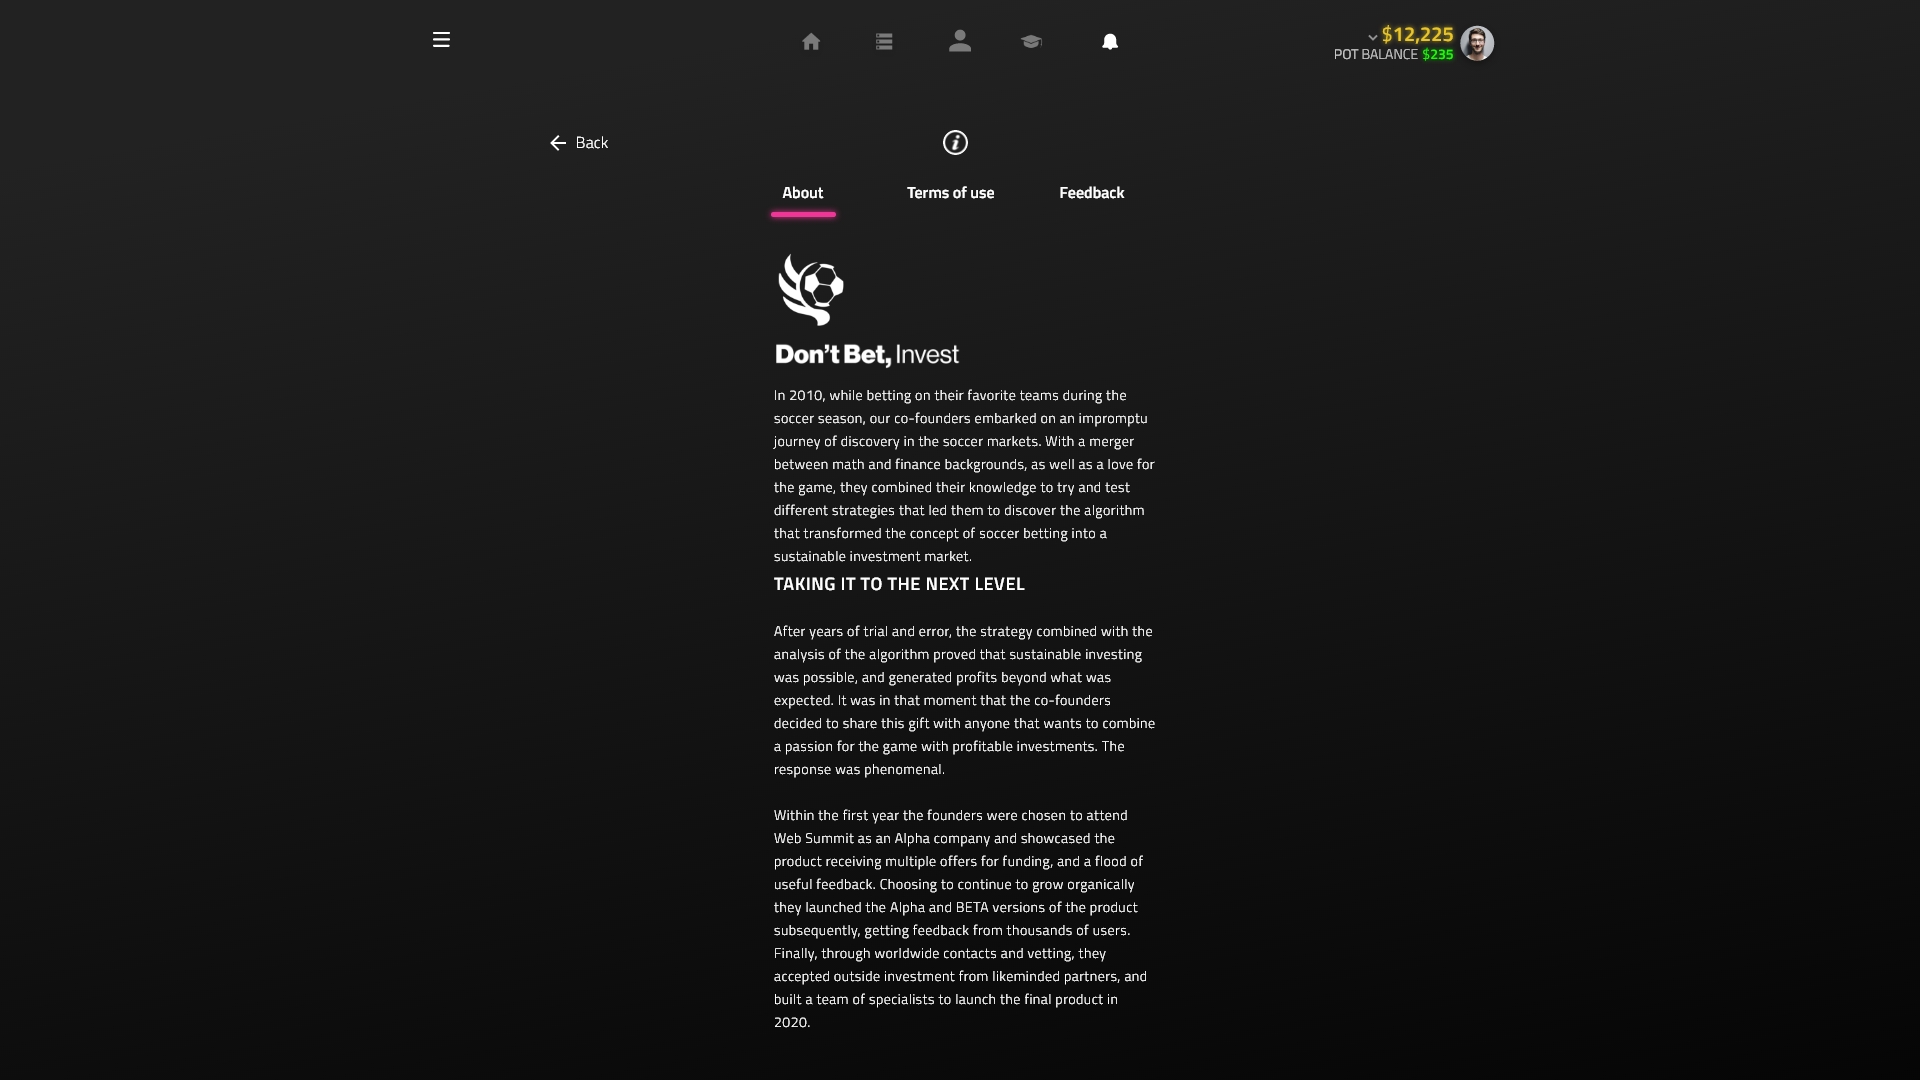 $12,225
POT BALANCE $235
Back
About
Terms of use
Feedback
Don't Bet, Invest
In 2010, while betting on their favorite teams during the
soccer season, our co-founders embarked on an impromptu
journey of discovery in the soccer markets. With a merger
between math and finance backgrounds, as well as a love for
the game, they combined their knowledge to try and test
different strategies that led them to discover the algorithm
that transformed the concept of soccer betting into a
sustainable investment market.
TAKING IT TO THE NEXT LEVEL
After years of trial and error, the strategy combined with the
analysis of the algorithm proved that sustainable investing
was possible, and generated profits beyond what was
expected. It was in that moment that the co-founders
decided to share this gift with anyone that wants to combine
a passion for the game with profitable investments. The
response was phenomenal.
Within the first year the founders were chosen to attend
Web Summit as an Alpha company and showcased the
product receiving multiple offers for funding, and a flood of
useful feedback. Choosing to continue to grow organically
they launched the Alpha and BETA versions of the product
subsequently, getting feedback from thousands of users.
Finally, through worldwide contacts and vetting, they
accepted outside investment from likeminded partners, and
built a team of specialists to launch the final product in
2020.